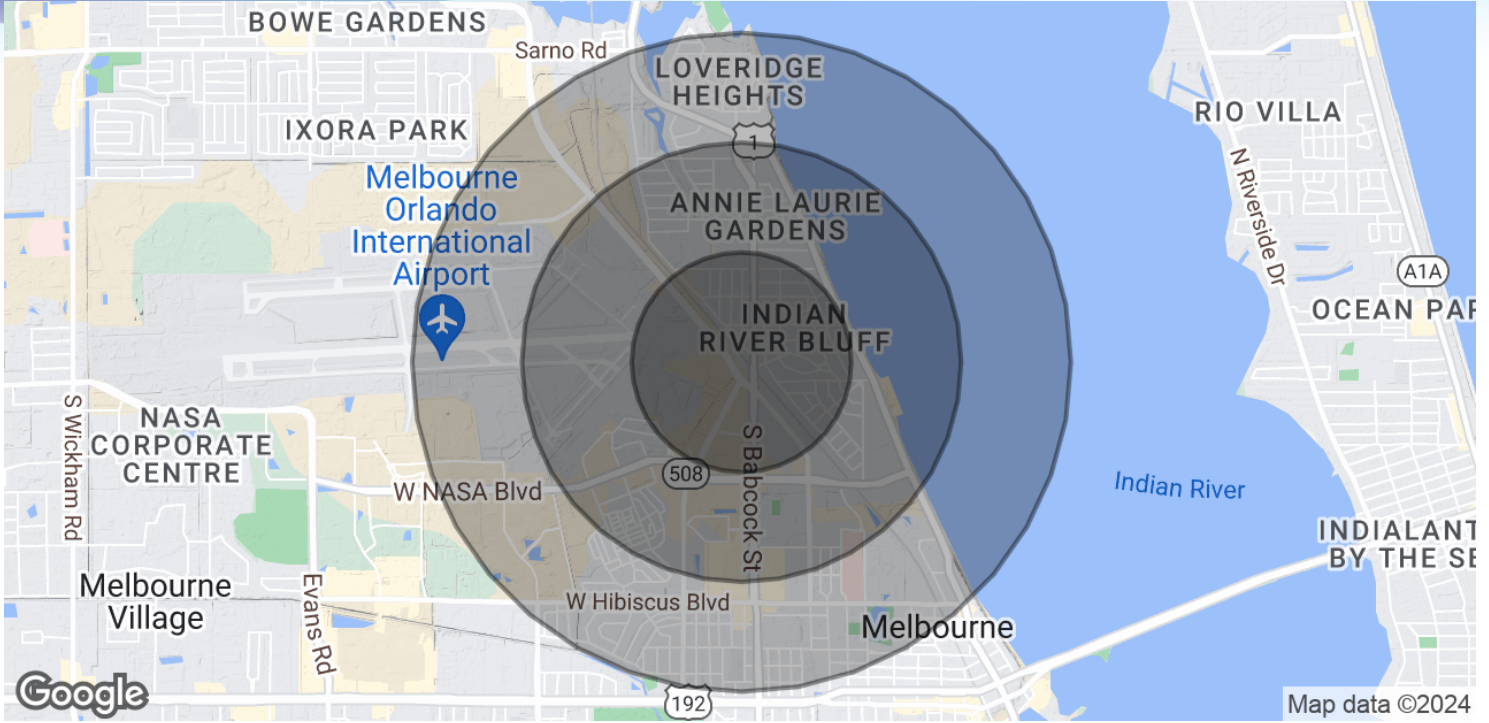 BOWE GARDENS
Sarno Rd
LOVERIDGE
HEIGHTS
RIO VILLA
IXORA PARK
1
N Riverside Dr
Melbourne
Orlando
International
Airport
ANNIE LAURIE
GARDENS
A1A
INDIAN
RIVER BLUFF
OCEAN PAR
S Wickham Rd
NASA
CORPORATE
CENTRE
508
S Babcock St
W NASA Blvd
Indian River
INDIALANT
BY THE SE
Melbourne
Village
Evans Rd
W Hibiscus Blvd
Melbourne
Google
192
Map data ©2024